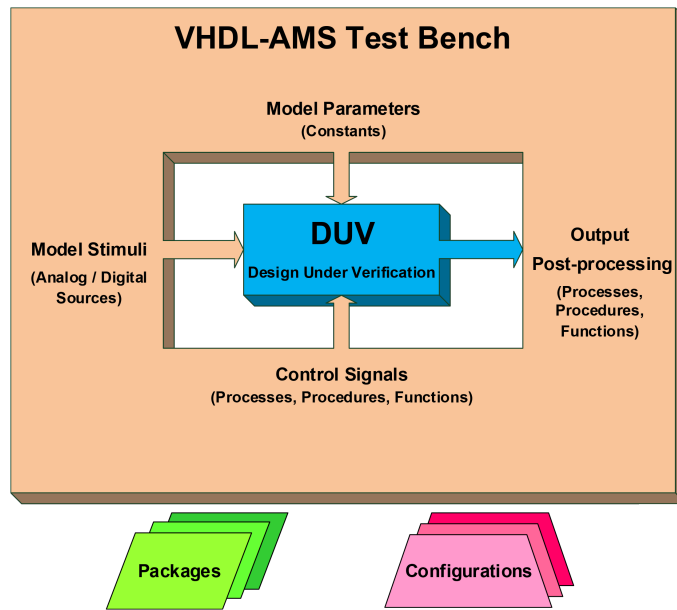 VHDL-AMS Test Bench
Model Parameters
(Constants)
Model Stimuli
(Analog / Digital
Sources)
DUV
Design Under Verification
Output
Post-processing
(Processes,
Procedures,
Functions)
Control Signals
(Processes, Procedures, Functions)
Packages
Configurations